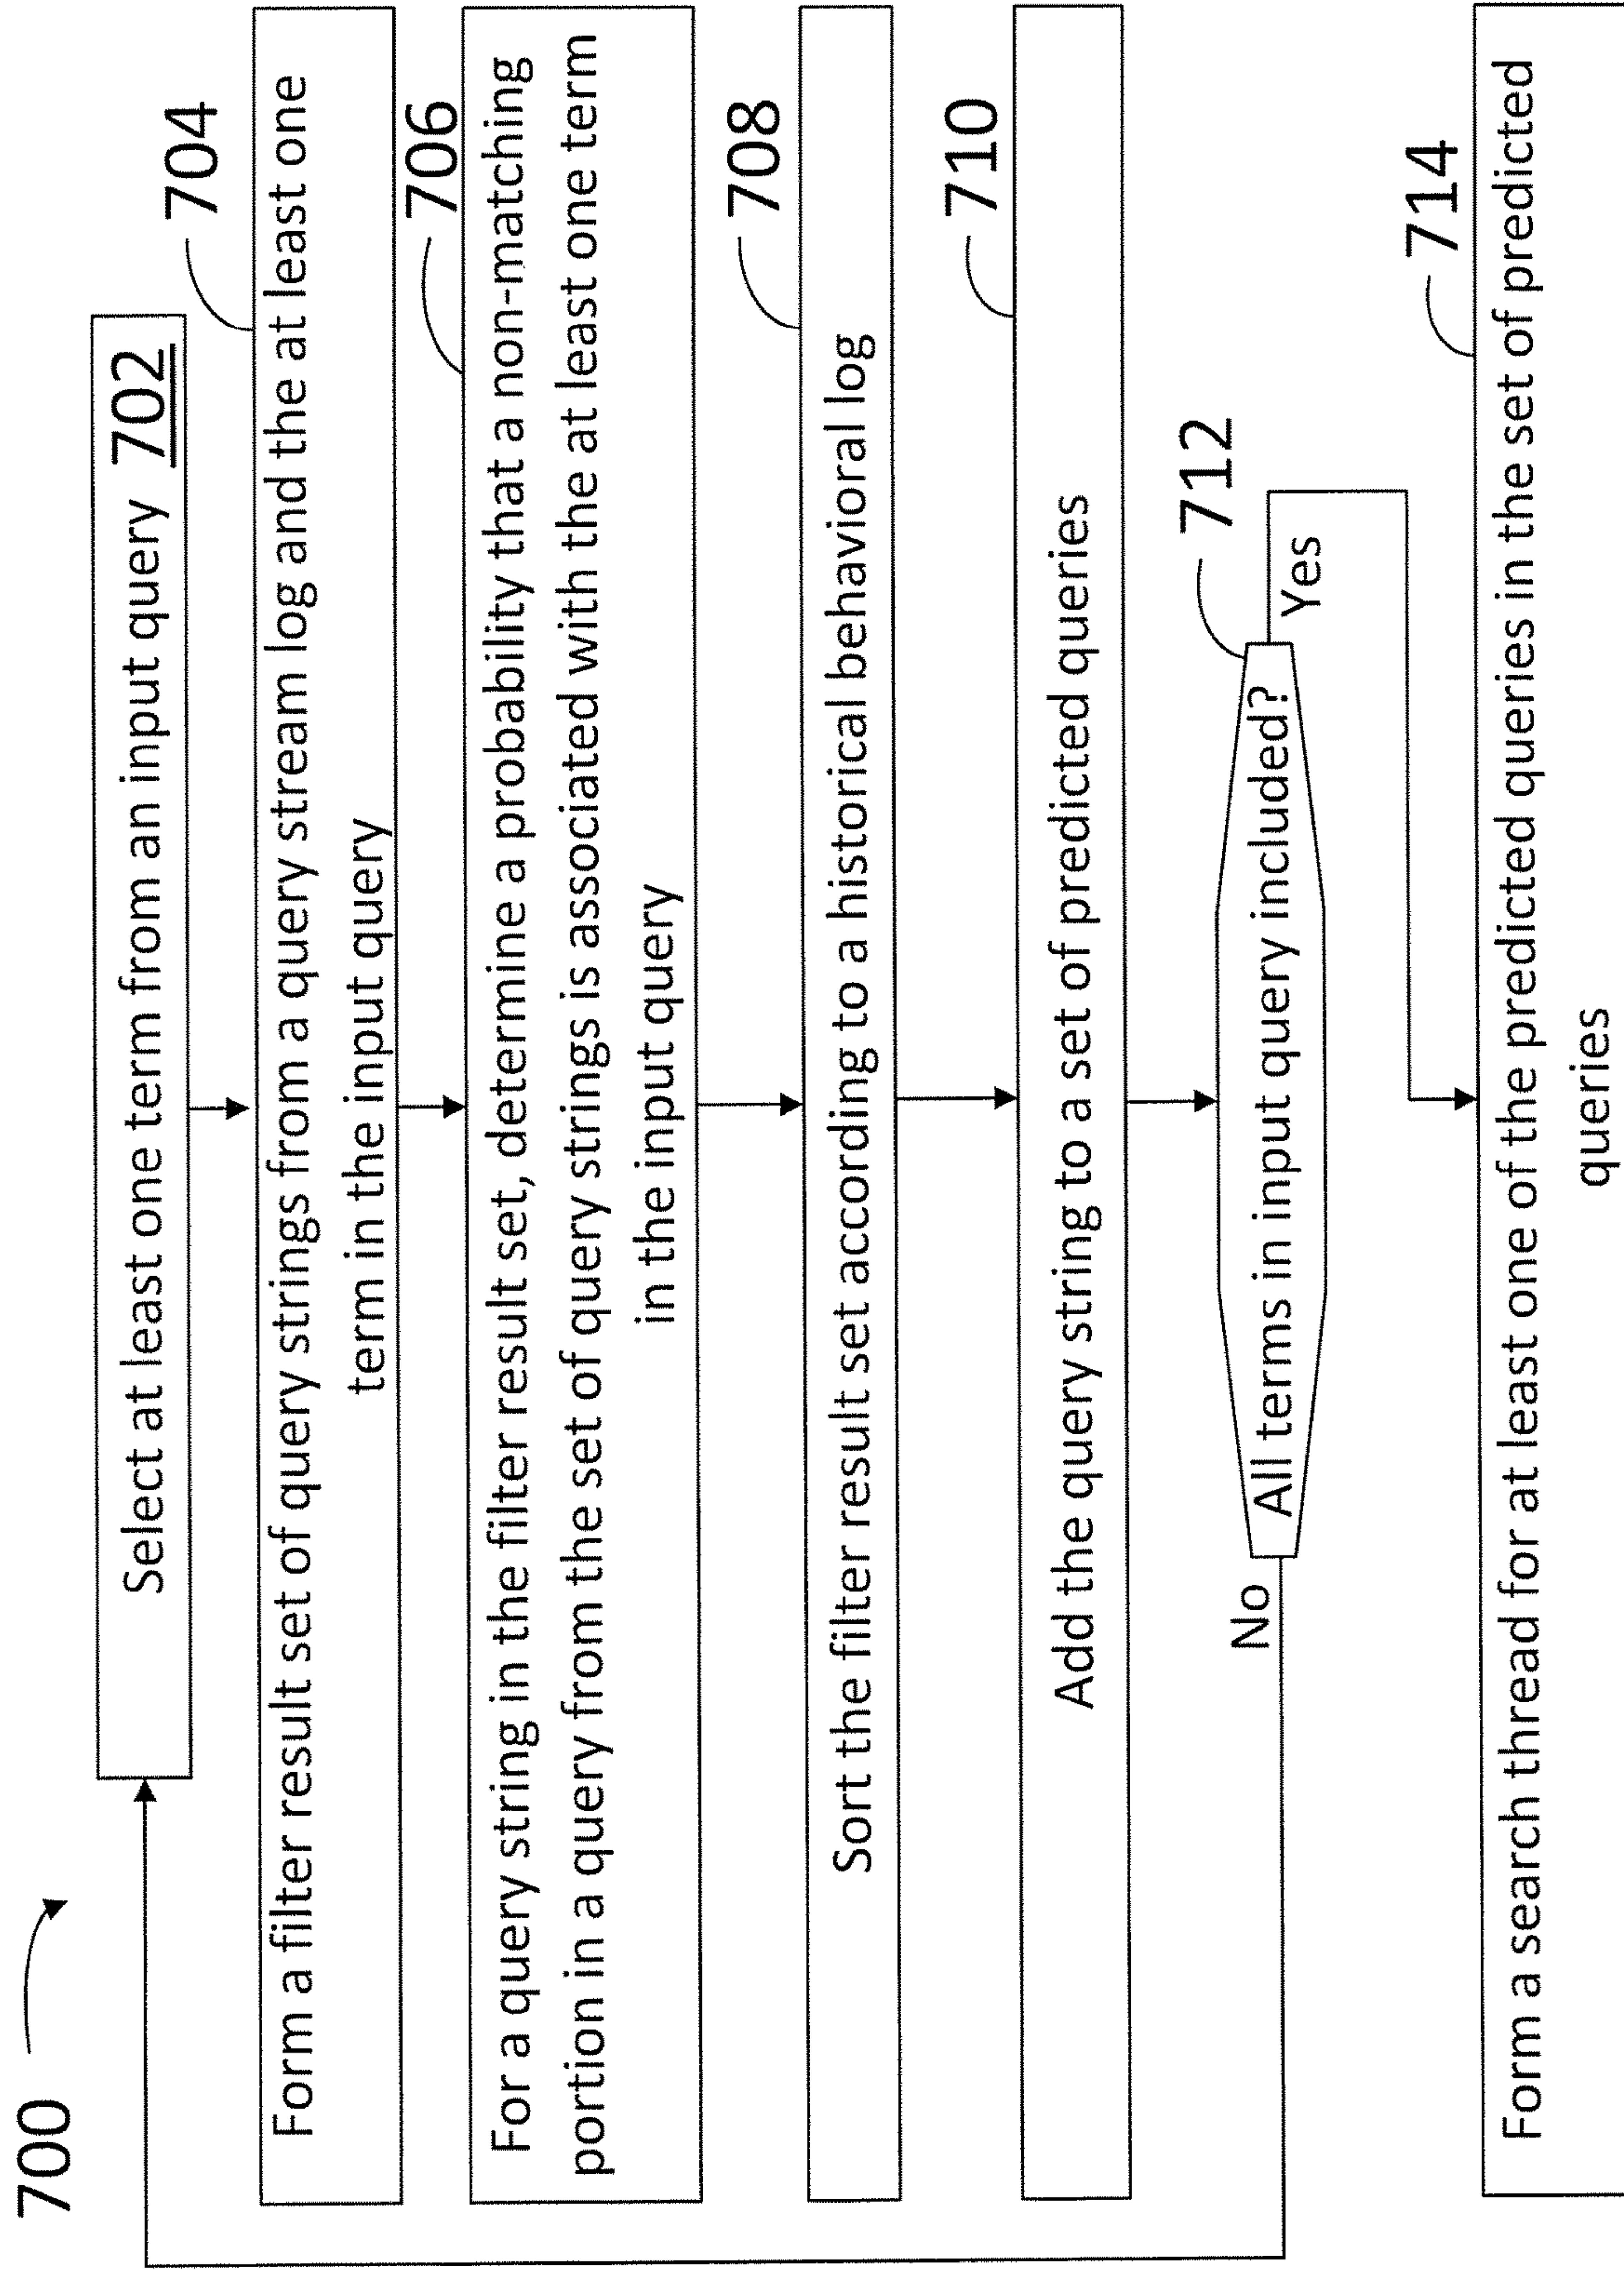 700
Select at least one term from an input query 702
704
Form a filter result set of query strings from a query stream log and the at least one
term in the input query
706
For a query string in the filter result set, determine a probability that a non-matching
portion in a query from the set of query strings is associated with the at least one term
in the input query
708
Sort the filter result set according to a historical behavioral log
710
Add the query string to a set of predicted queries
712
No
All terms in input query included?
Yes
714
Form a search thread for at least one of the predicted queries in the set of predicted
queries